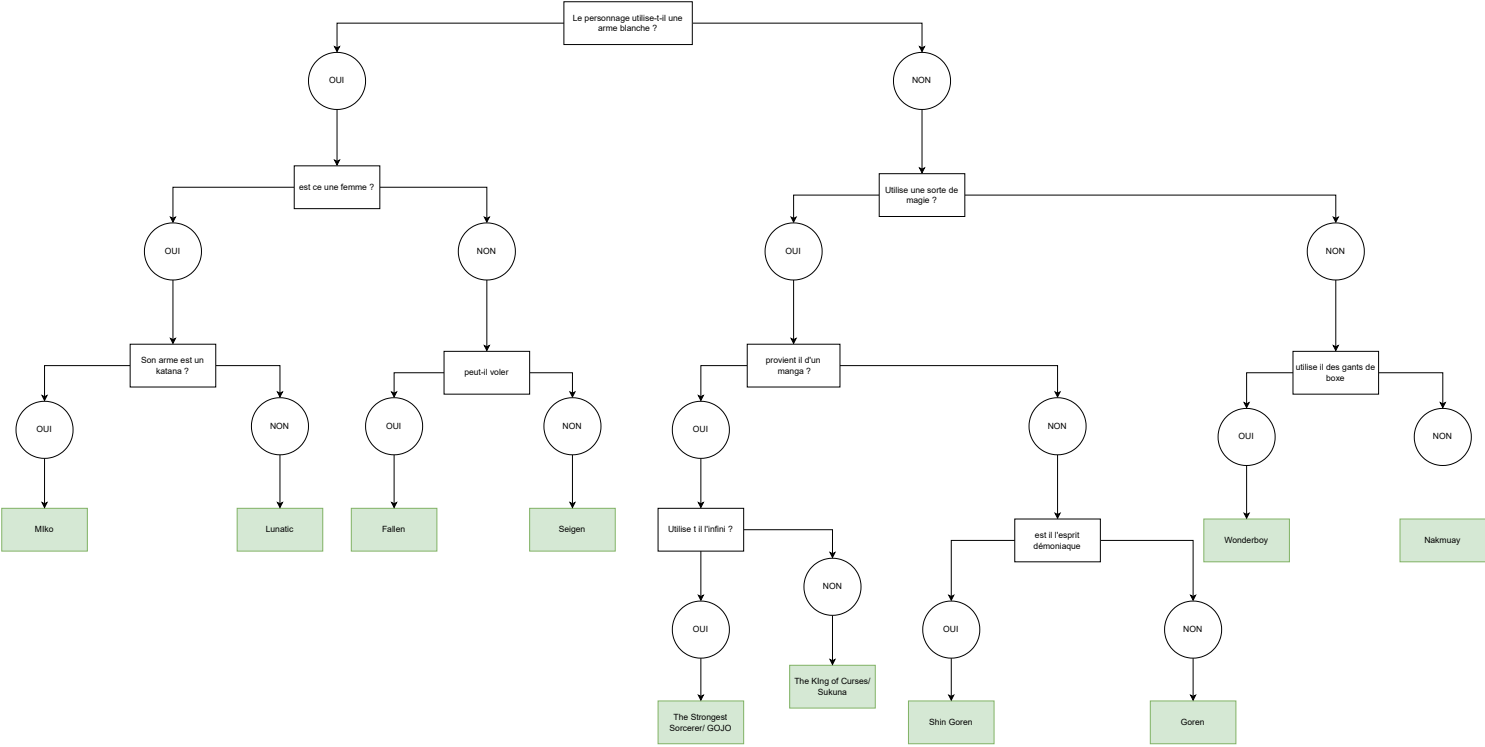 Le personnage utilise-t-il une
arme blanche ?
OUI
NON
est ce une femme ?
Utilise une sorte de
magie ?
OUI
NON
OUI
NON
Son arme est un
katana ?
peut-il voler
provient il d'un
manga ?
utilise il des gants de
boxe
OUI
NON
OUI
NON
OUI
NON
OUI
NON
MIko
Lunatic
Fallen
Seigen
Utilise t il l'infini ?
est il l'esprit
démoniaque
Wonderboy
Nakmuay
NON
OUI
OUI
NON
The KIng of Curses/
Sukuna
The Strongest
Sorcerer/ GOJO
Shin Goren
Goren